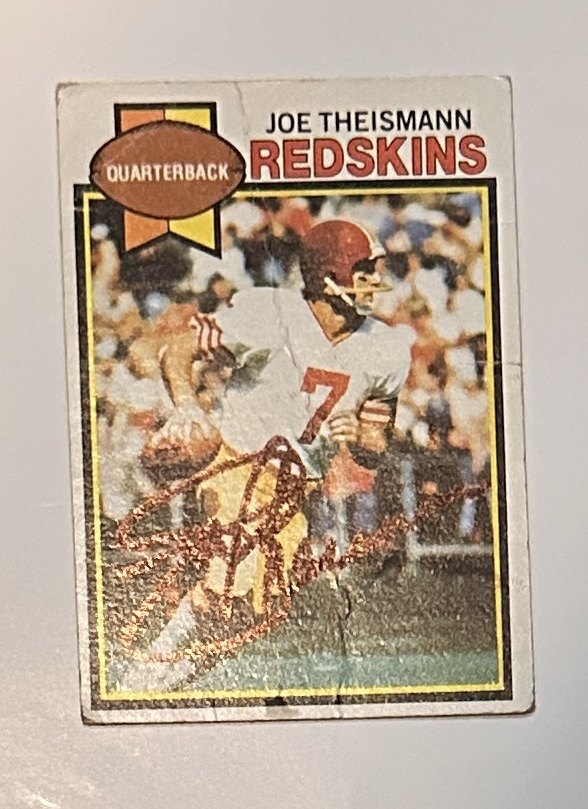 JOE THEISMANN
QUARTERBACK
REDSKINS
7